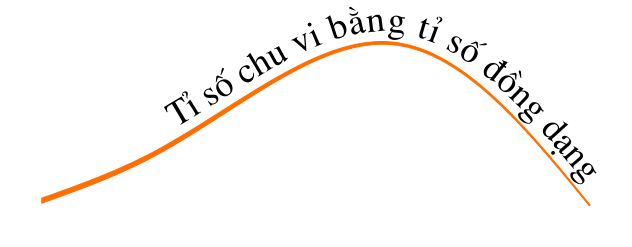 Tỉ số chu vi bằng tỉ số đồng dạng